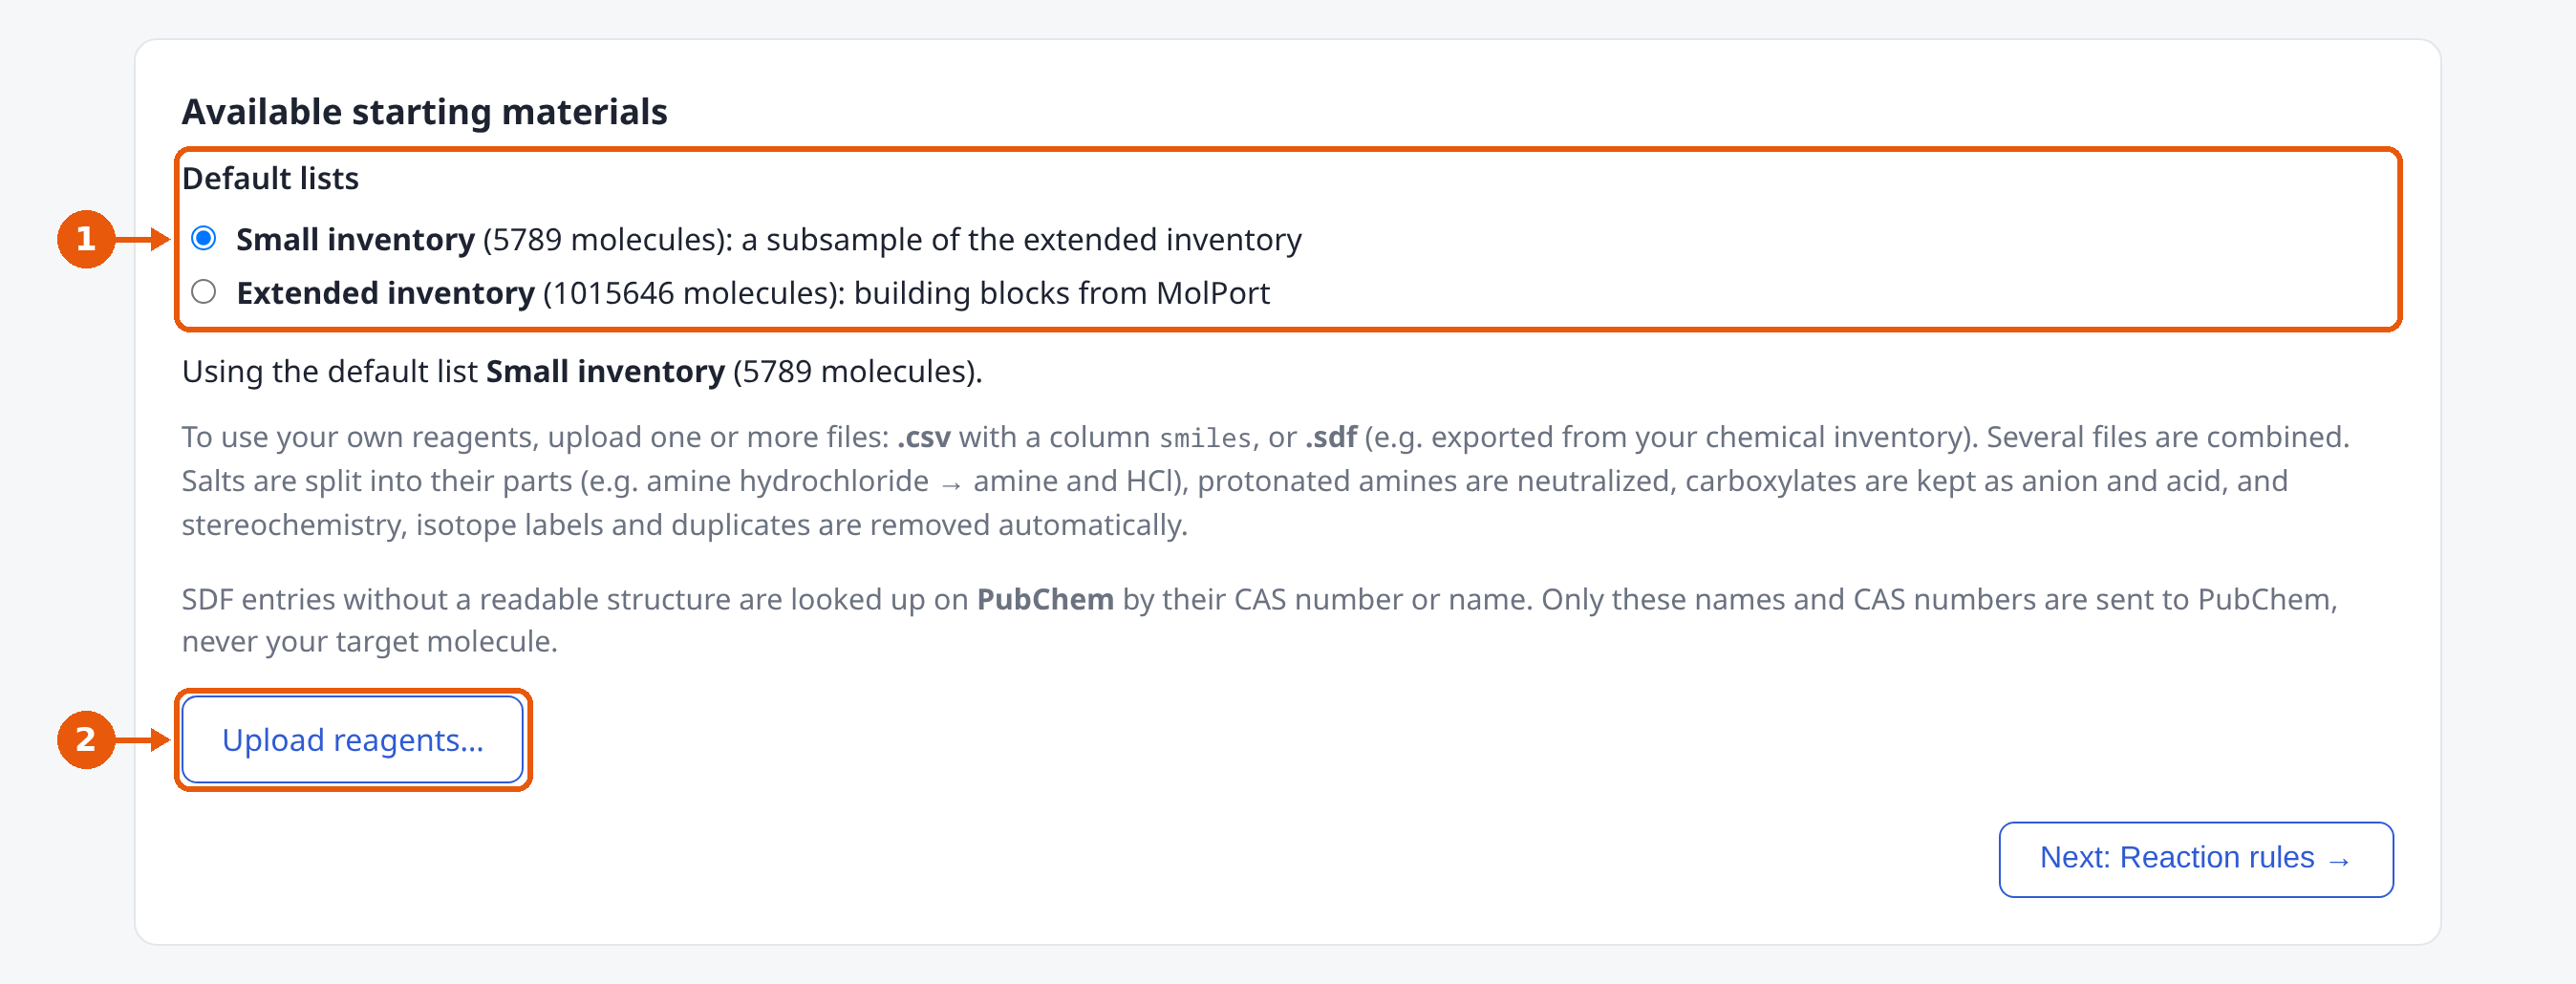 Available starting materials
Default lists
1
Small inventory (5789 molecules): a subsample of the extended inventory
Extended inventory (1015646 molecules): building blocks from MolPort
Using the default list Small inventory (5789 molecules).
To use your own reagents, upload one or more files: .csv with a column smiles, or .sdf (e.g. exported from your chemical inventory). Several files are combined.
Salts are split into their parts (e.g. amine hydrochloride → amine and HCl), protonated amines are neutralized, carboxylates are kept as anion and acid, and
stereochemistry, isotope labels and duplicates are removed automatically.
SDF entries without a readable structure are looked up on PubChem by their CAS number or name. Only these names and CAS numbers are sent to PubChem,
never your target molecule.
2
Upload reagents...
Next: Reaction rules →